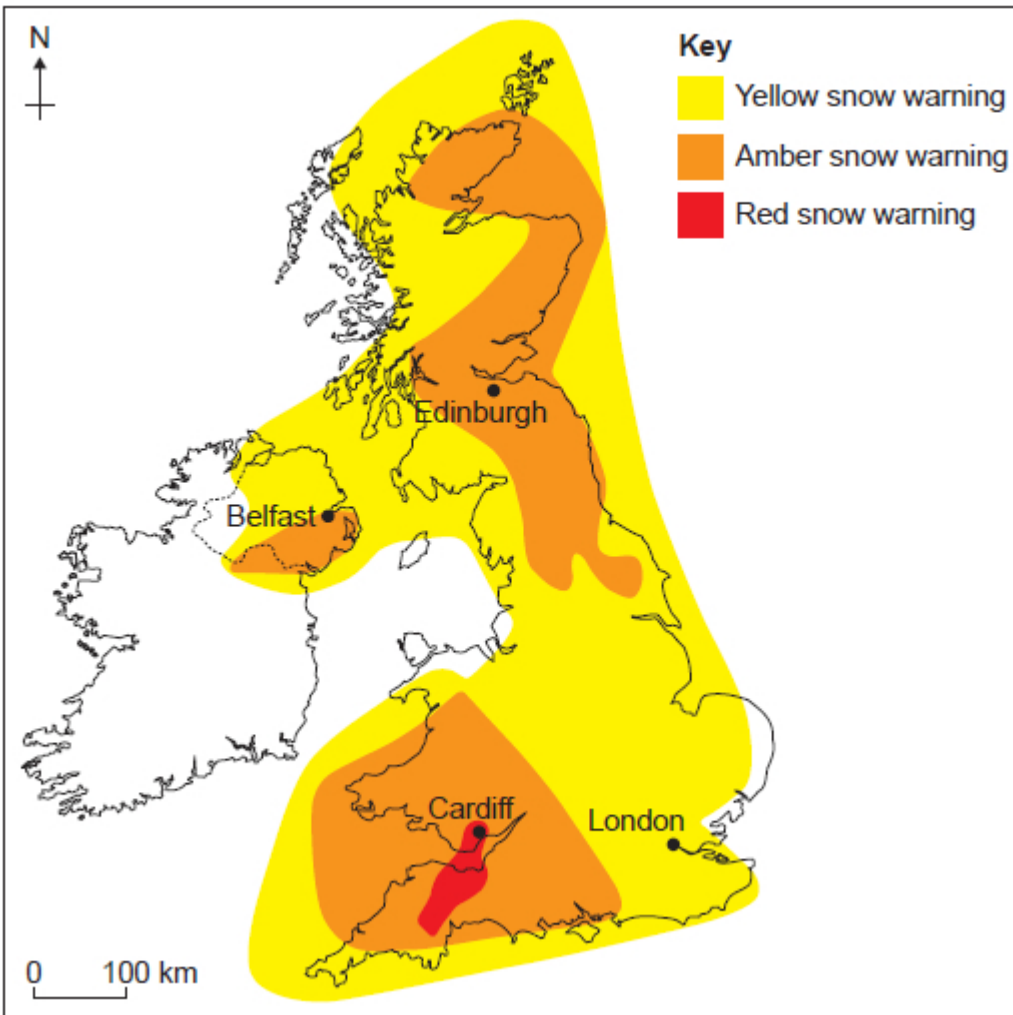 N
Key
Yellow snow warning
Amber snow warning
Red snow warning
Edinburgh
Belfast
Cardiff
London
0 100 km